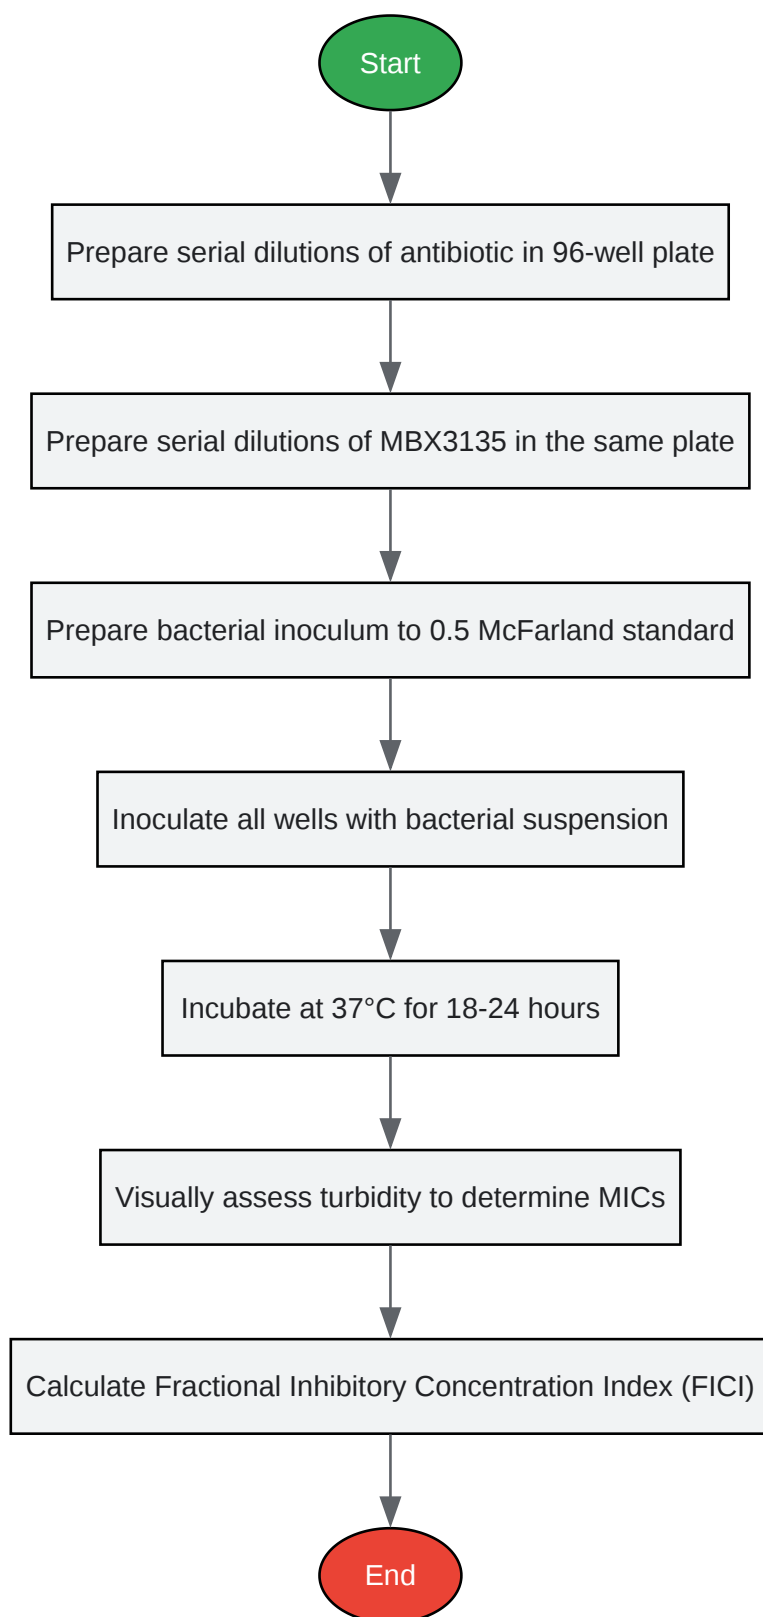 Start
Prepare serial dilutions of antibiotic in 96-well plate
Prepare serial dilutions of MBX3135 in the same plate
Prepare bacterial inoculum to 0.5 McFarland standard
Inoculate all wells with bacterial suspension
Incubate at 37°C for 18-24 hours
Visually assess turbidity to determine MICs
Calculate Fractional Inhibitory Concentration Index (FICI)
End